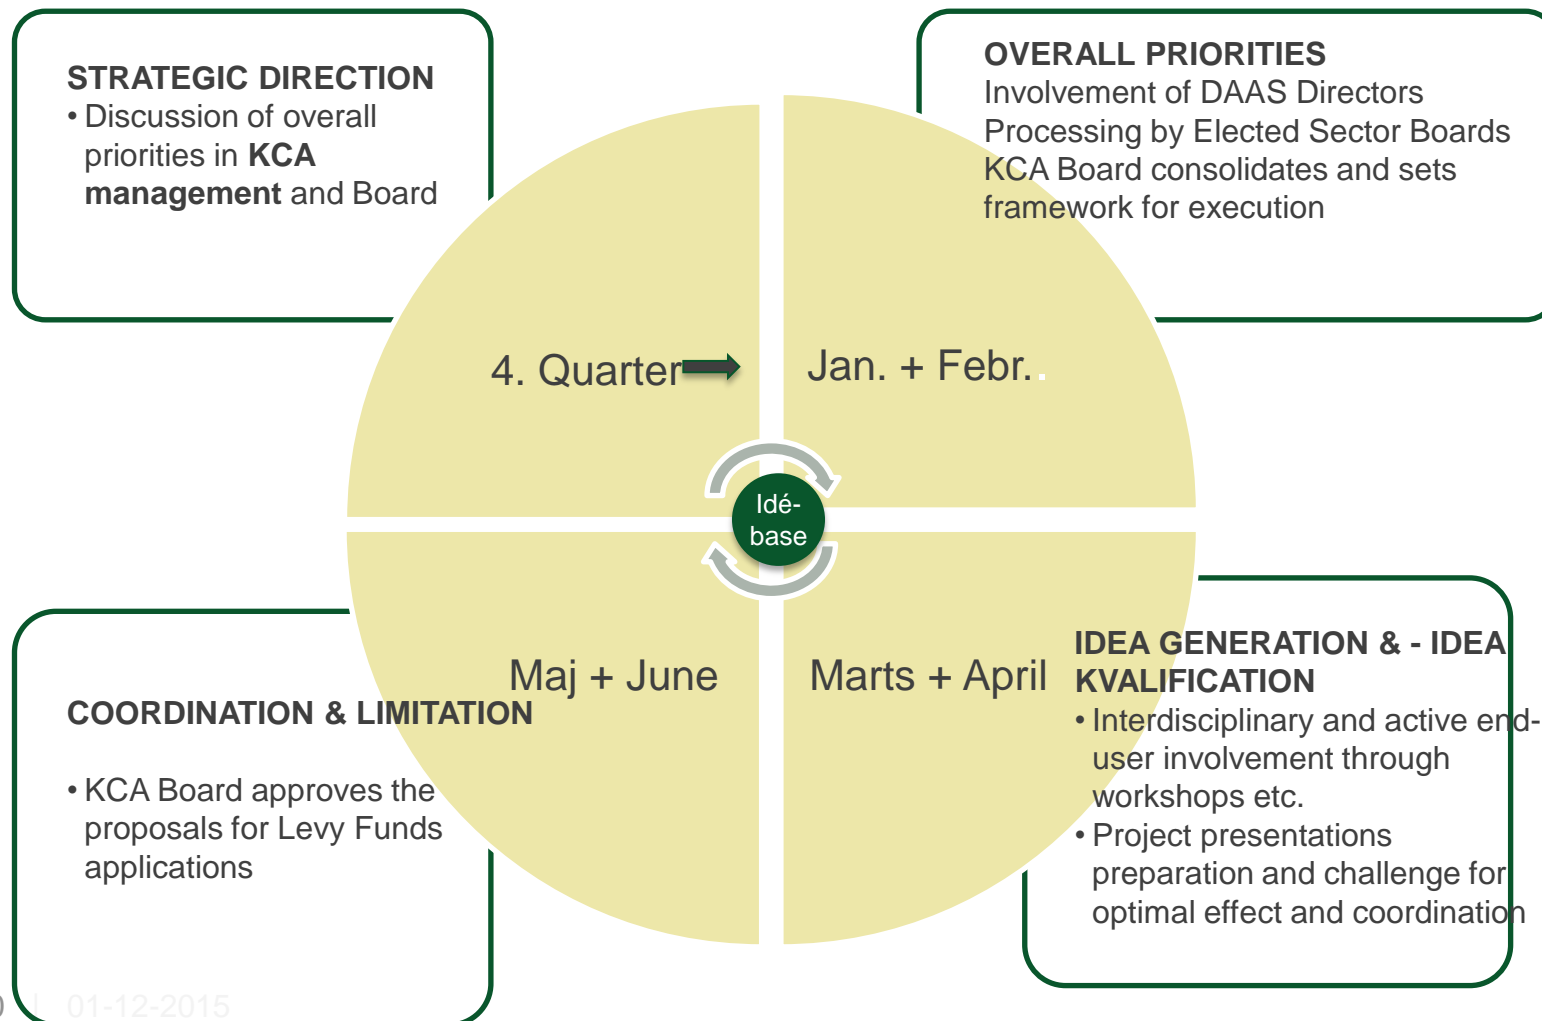 STRATEGIC DIRECTION
• Discussion of overall
priorities in KCA
management and Board
OVERALL PRIORITIES
Involvement of DAAS Directors
Processing by Elected Sector Boards
KCA Board consolidates and sets
framework for execution
4. Quarter
Jan. + Febr..
Idé-
base
Maj + June
Marts + April
COORDINATION & LIMITATION
• KCA Board approves the
proposals for Levy Funds
applications
IDEA GENERATION & - IDEA
KVALIFICATION
• Interdisciplinary and active end-
user involvement through
workshops etc.
• Project presentations
preparation and challenge for
optimal effect and coordination
| 01-12-2015